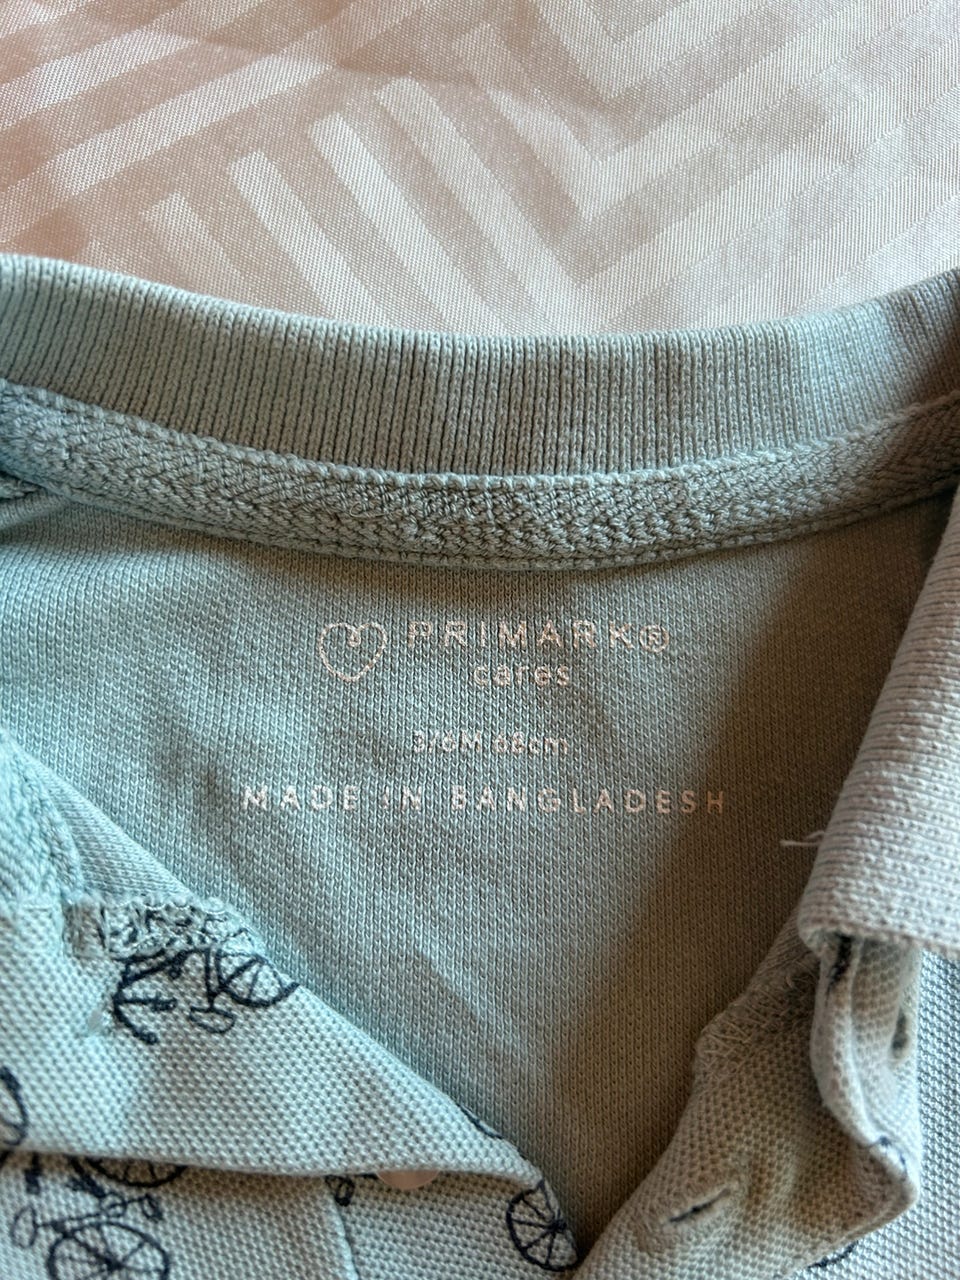 PRIMARK®
cares
3/6M 68cm
MADE IN BANGLADESH